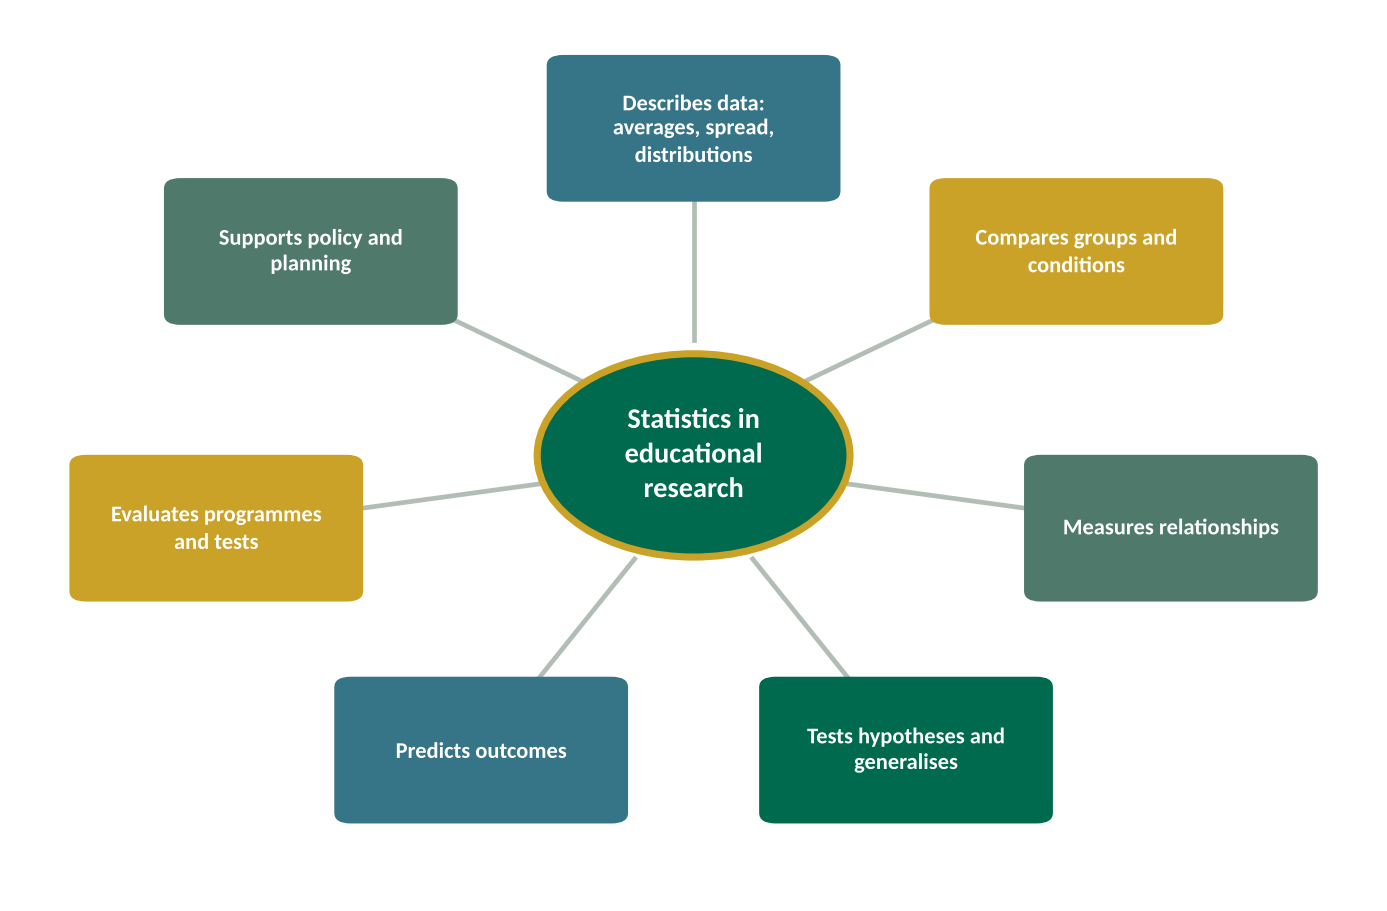 Describes data:
averages, spread,
distributions
Supports policy and
planning
Compares groups and
conditions
Statistics in
educational
research
Evaluates programmes
and tests
Measures relationships
Predicts outcomes
Tests hypotheses and
generalises